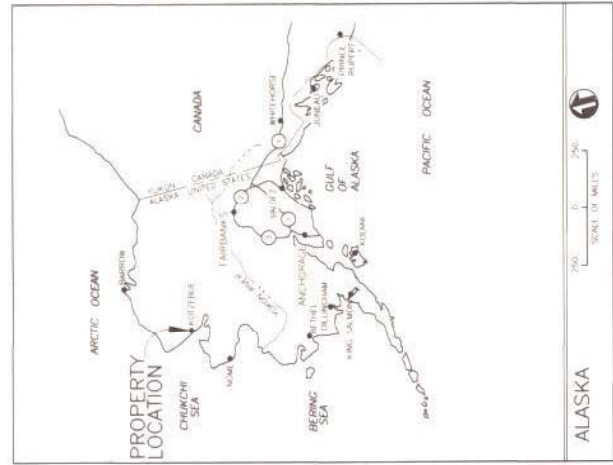 ARCTIC OCEAN
BARROW
PROPERTY
LOCATION
KOTZEBUE
CHUKCHI
SEA
NOME
CANADA
YUKON CANADA
ALASKA UNITED STATES
FAIRBANKS
WHITEHORSE
VALDEZ
ANCHORAGE
JUNEAU
PRINCE
RUPERT
GULF
OF
ALASKA
BETHEL
DILLINGHAM
KING SALMON
KODIAK
BERING
SEA
PACIFIC OCEAN
250 0 250
SCALE OF MILES
ALASKA